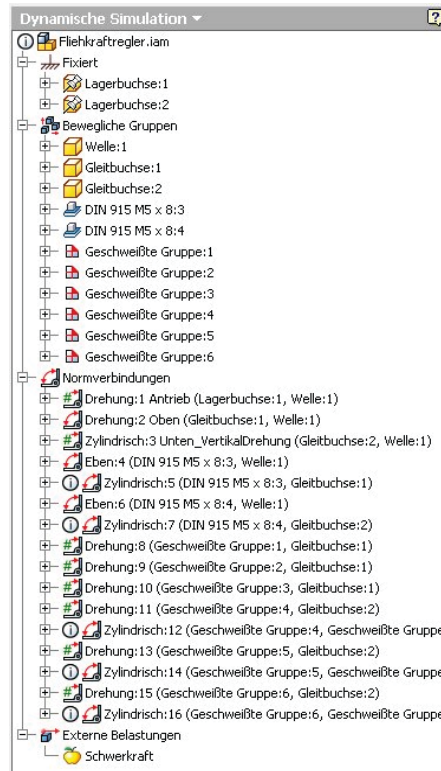 Dynamische Simulation
Fliehkraftregler.iam
Fixiert
Lagerbuchse:1
Lagerbuchse:2
Bewegliche Gruppen
Welle:1
Gleitbuchse:1
Gleitbuchse:2
DIN 915 M5 x 8:3
DIN 915 M5 x 8:4
Geschweißte Gruppe:1
Geschweißte Gruppe:2
Geschweißte Gruppe:3
Geschweißte Gruppe:4
Geschweißte Gruppe:5
Geschweißte Gruppe:6
Normverbindungen
Drehung:1 Antrieb (Lagerbuchse:1, Welle:1)
Drehung:2 Oben (Gleitbuchse:1, Welle:1)
Zylindrisch:3 Unten_VertikalDrehung (Gleitbuchse:2, Welle:1)
Eben:4 (DIN 915 M5 x 8:3, Welle:1)
Zylindrisch:5 (DIN 915 M5 x 8:3, Gleitbuchse:1)
Eben:6 (DIN 915 M5 x 8:4, Welle:1)
Zylindrisch:7 (DIN 915 M5 x 8:4, Gleitbuchse:2)
Drehung:8 (Geschweißte Gruppe:1, Gleitbuchse:1)
Drehung:9 (Geschweißte Gruppe:2, Gleitbuchse:1)
Drehung:10 (Geschweißte Gruppe:3, Gleitbuchse:1)
Drehung:11 (Geschweißte Gruppe:4, Gleitbuchse:2)
Zylindrisch:12 (Geschweißte Gruppe:4, Geschweißte Gruppe
Drehung:13 (Geschweißte Gruppe:5, Gleitbuchse:2)
Zylindrisch:14 (Geschweißte Gruppe:5, Geschweißte Gruppe
Drehung:15 (Geschweißte Gruppe:6, Gleitbuchse:2)
Zylindrisch:16 (Geschweißte Gruppe:6, Geschweißte Gruppe
Externe Belastungen
Schwerkraft